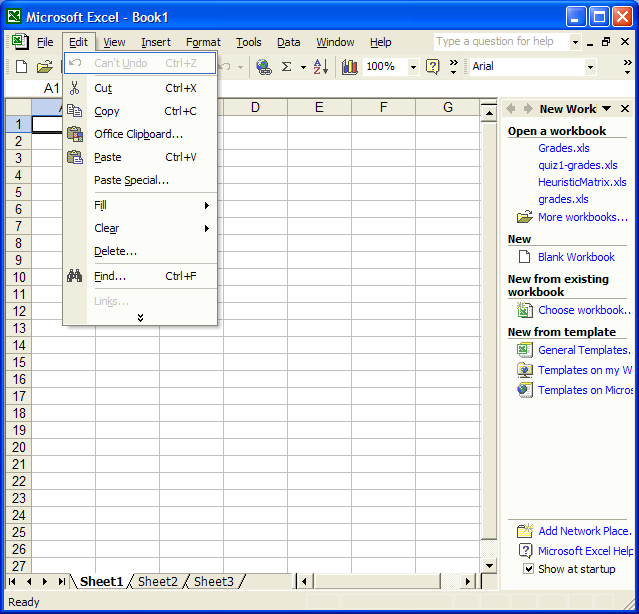 Microsoft Excel - Book1
File Edit View Insert Format Tools Data Window Help Type a question for help
Σ 100% Arial
Can't Undo Ctrl+Z
Cut Ctrl+X
Copy Ctrl+C
Office Clipboard...
Paste Ctrl+V
Paste Special...
Fill
Clear
Delete...
Find... Ctrl+F
Links...
A1
D E F G
1
2
3
4
5
6
7
8
9
10
11
12
13
14
15
16
17
18
19
20
21
22
23
24
25
26
27
New Work
Open a workbook
Grades.xls
quiz1-grades.xls
HeuristicMatrix.xls
grades.xls
More workbooks...
New
Blank Workbook
New from existing
workbook
Choose workbook..
New from template
General Templates.
Templates on my W
Templates on Micros
Add Network Place.
Microsoft Excel Help
Show at startup
Sheet1 Sheet2 Sheet3
Ready